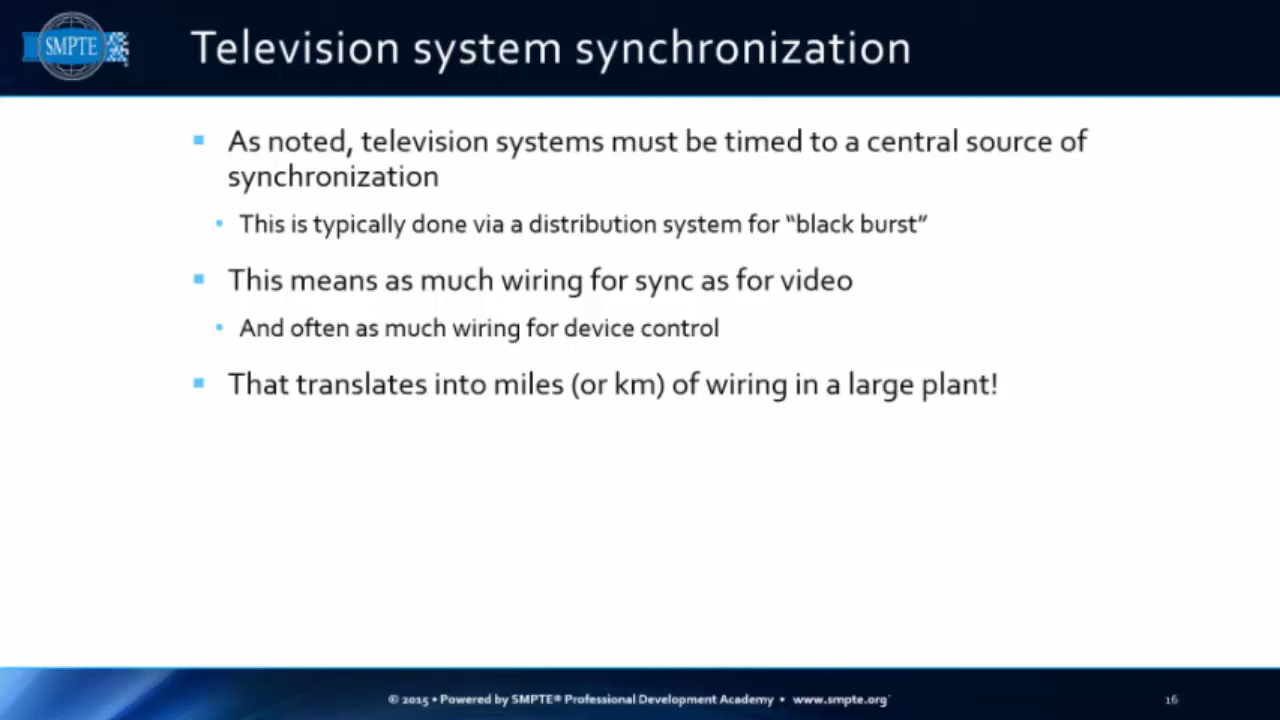 SMPTE
Television system synchronization
As noted, television systems must be timed to a central source of
synchronization
This is typically done via a distribution system for “black burst”
This means as much wiring for sync as for video
And often as much wiring for device control
That translates into miles (or km) of wiring in a large plant!
© 2015 • Powered by SMPTE® Professional Development Academy • www.smpte.org
16